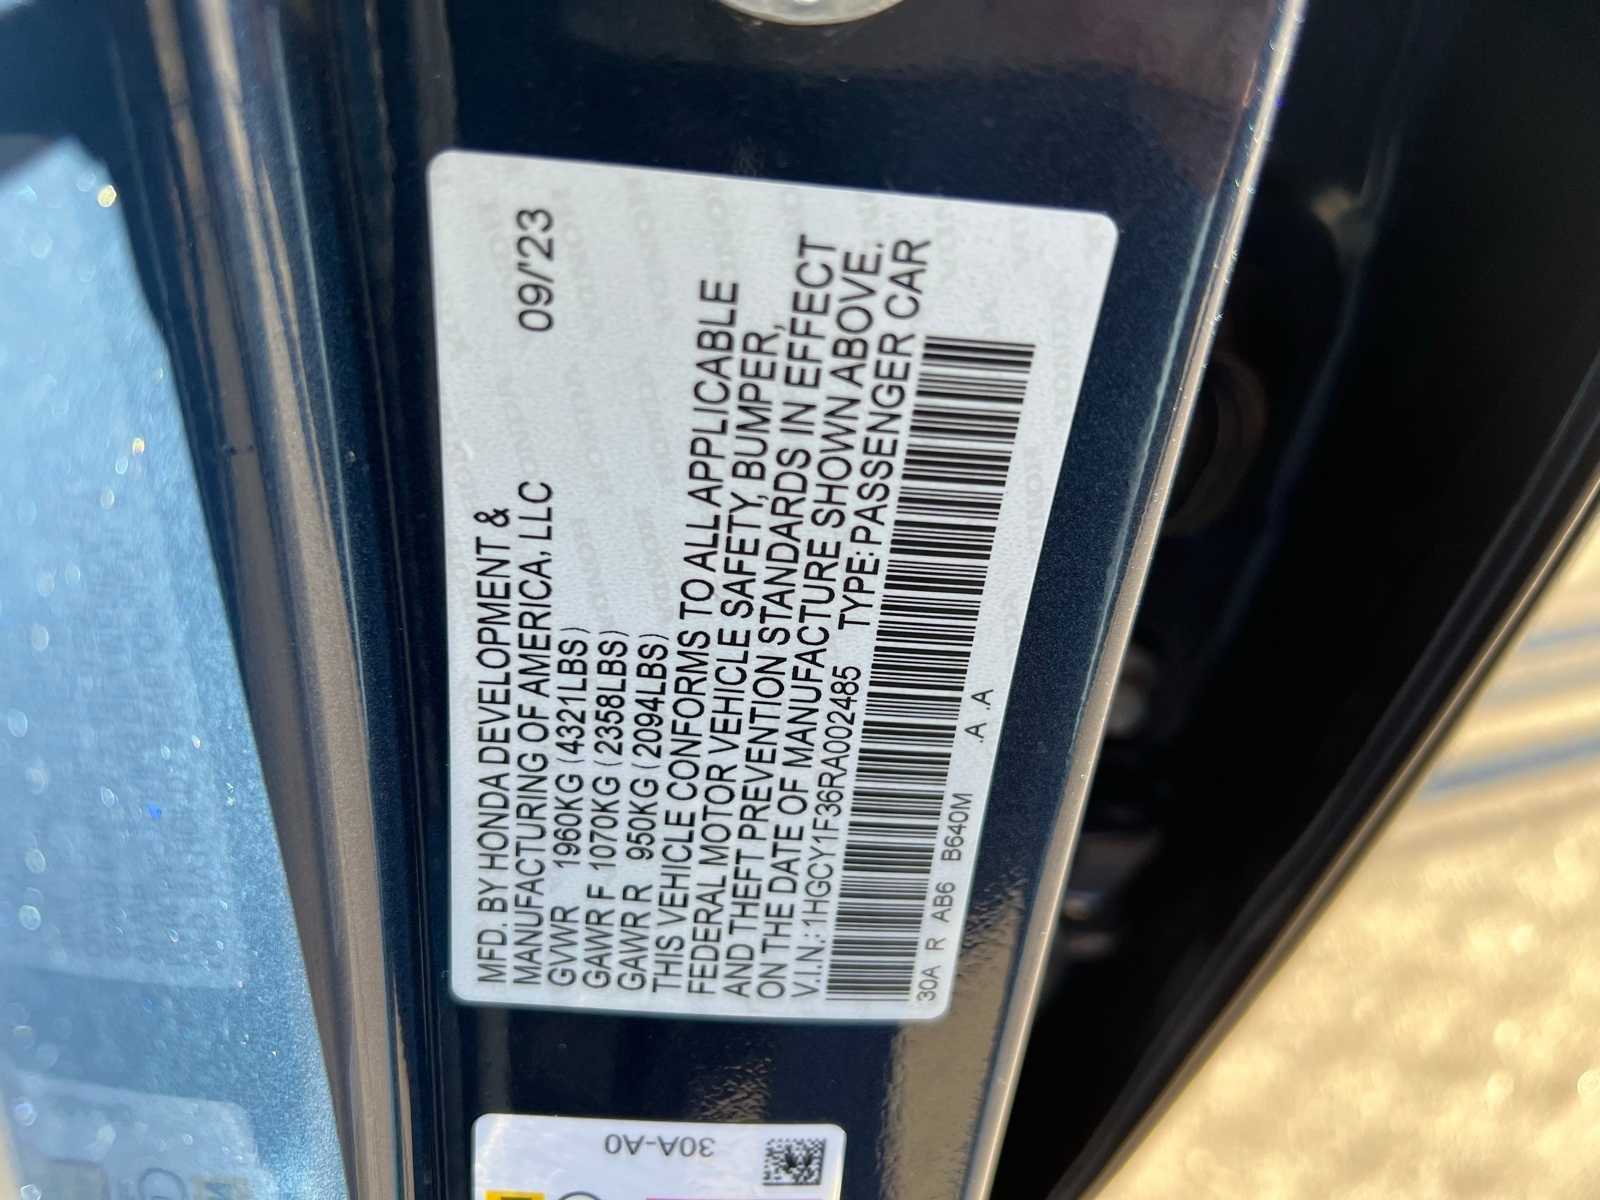 MFD. BY HONDA DEVELOPMENT &
MANUFACTURING OF AMERICA, LLC 09/'23
GVWR 1960KG (4321LBS)
GAWR F 1070KG (2358LBS)
GAWR R 950KG (2094LBS)
THIS VEHICLE CONFORMS TO ALL APPLICABLE
FEDERAL MOTOR VEHICLE SAFETY, BUMPER,
AND THEFT PREVENTION STANDARDS IN EFFECT
ON THE DATE OF MANUFACTURE SHOWN ABOVE.
V.I.N.:1HGCY1F36RA002485 TYPE: PASSENGER CAR
30A R AB6 B640M .A .A
30A-A0